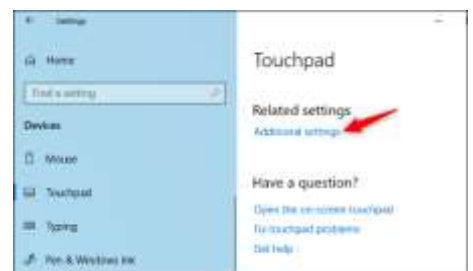 Settings
Home
Find a setting
Devices
Mouse
Touchpad
Typing
Pen & Windows Ink
Touchpad
Related settings
Additional settings
Have a question?
Open the on-screen touchpad
Fix touchpad problems
Get help